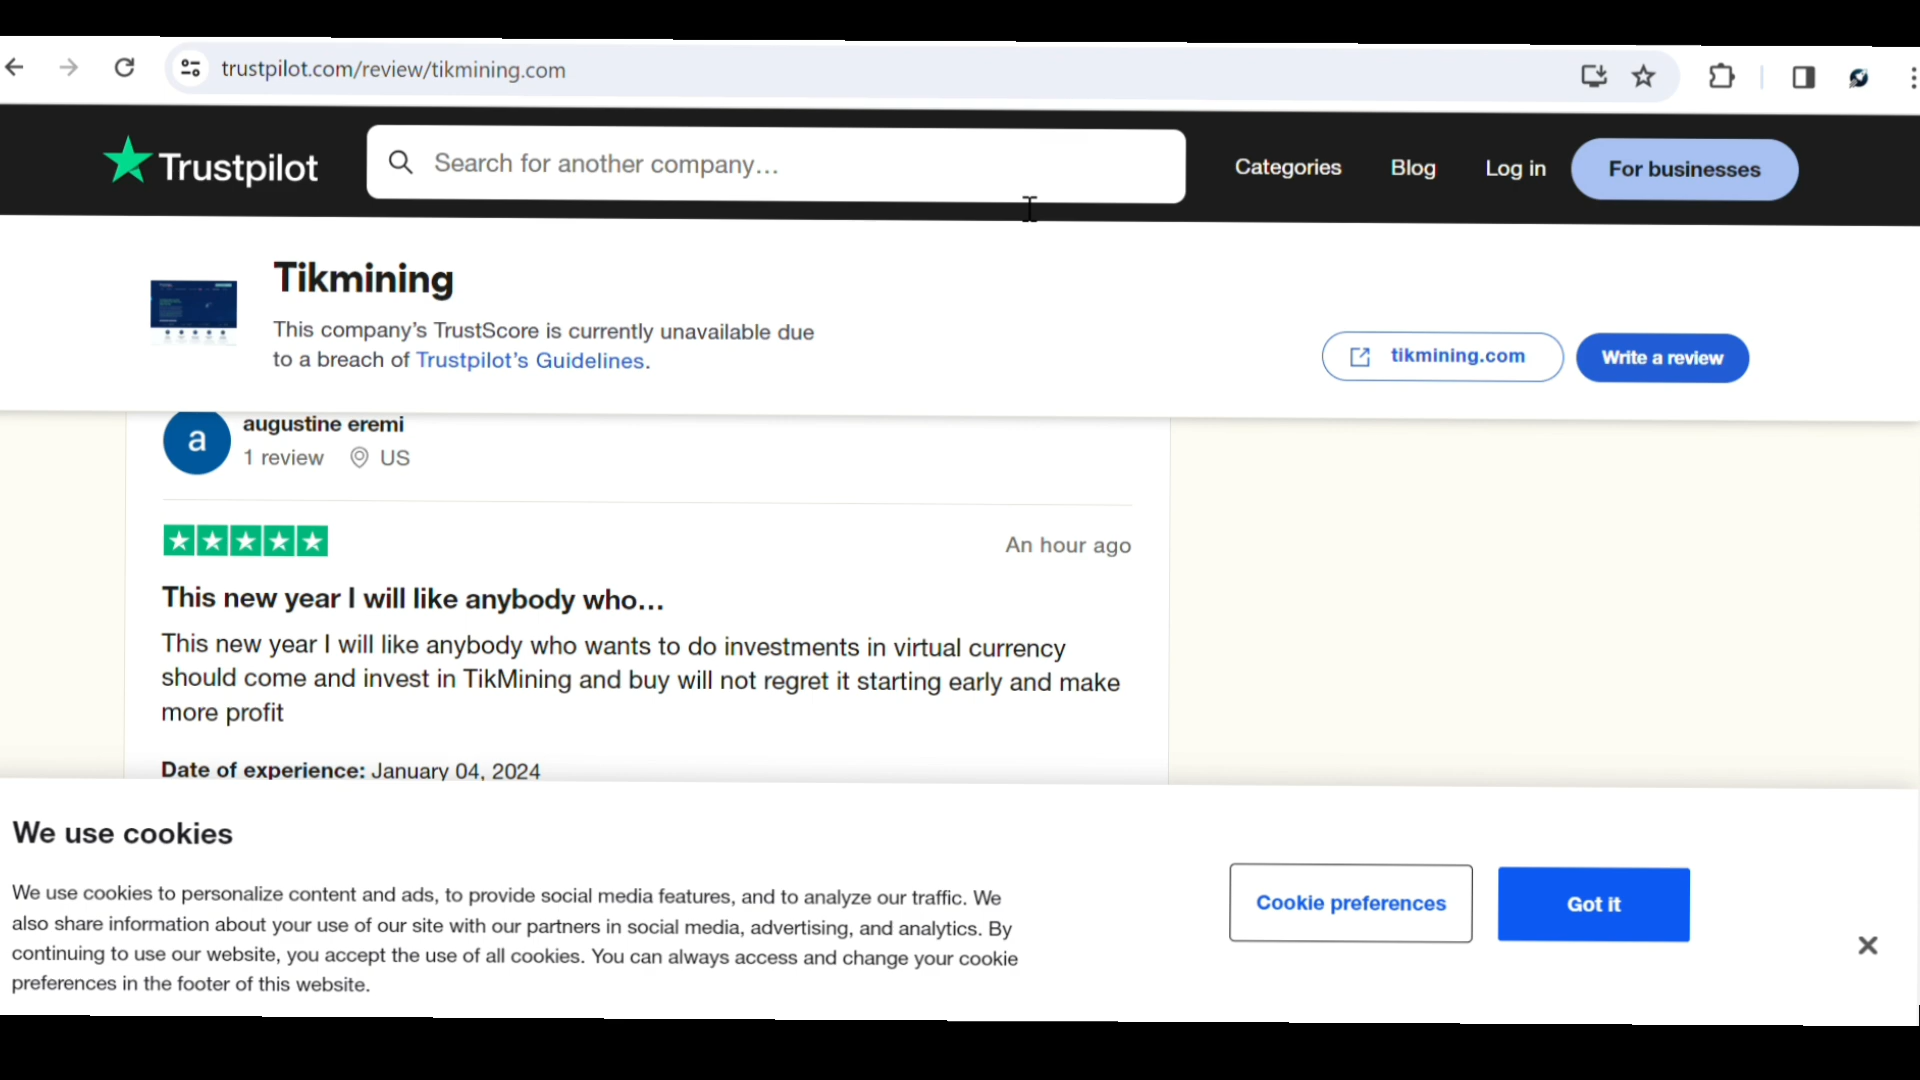 trustpilot.com/review/tikmining.com
Trustpilot
Search for another company...
Categories
Blog
Log in
For businesses
Tikmining
This company's TrustScore is currently unavailable due
to a breach of Trustpilot's Guidelines.
tikmining.com
Write a review
a
augustine eremi
1 review
US
An hour ago
This new year I will like anybody who...
This new year I will like anybody who wants to do investments in virtual currency
should come and invest in TikMining and buy will not regret it starting early and make
more profit
Date of experience: January 04, 2024
We use cookies
We use cookies to personalize content and ads, to provide social media features, and to analyze our traffic. We
also share information about your use of our site with our partners in social media, advertising, and analytics. By
continuing to use our website, you accept the use of all cookies. You can always access and change your cookie
preferences in the footer of this website.
Cookie preferences
Got it